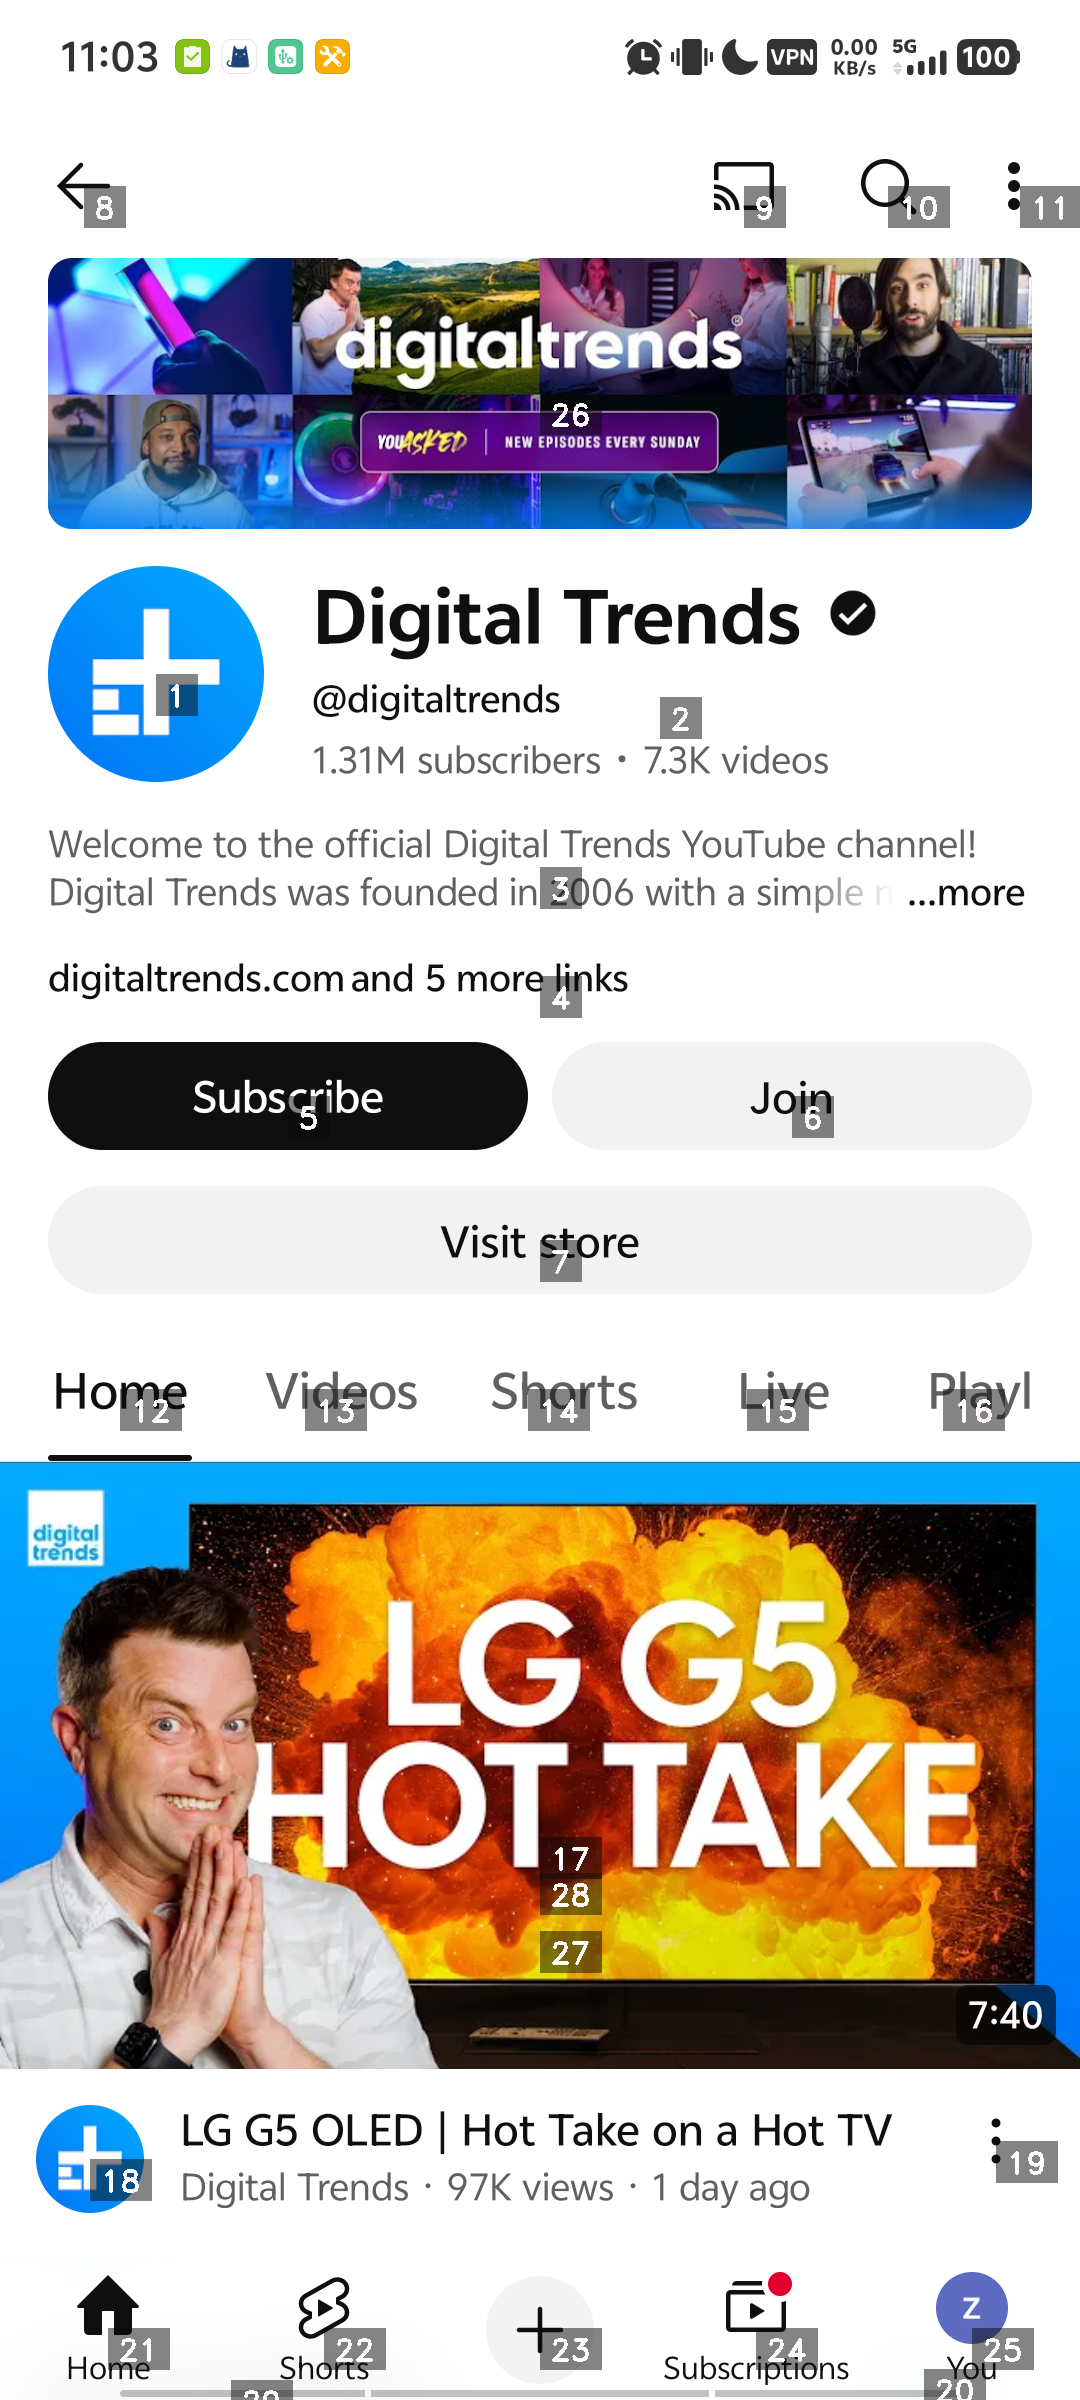 11:03
VPN
0.00
KB/s
5G
100
8
9
10
11
digitaltrends®
26
YOU ASKED | NEW EPISODES EVERY SUNDAY
Digital Trends
1
@digitaltrends
2
1.31M subscribers • 7.3K videos
Welcome to the official Digital Trends YouTube channel!
Digital Trends was founded in 2006 with a simple ...more
3
digitaltrends.com and 5 more links
4
Subscribe
5
Join
6
Visit store
7
Home
Videos
Shorts
Live
Playl
12
13
14
15
16
digital
trends
LG G5
HOT TAKE
17
28
27
7:40
LG G5 OLED | Hot Take on a Hot TV
18
19
Digital Trends · 97K views · 1 day ago
Z
21
22
23
24
25
Home
Shorts
Subscriptions
You
20